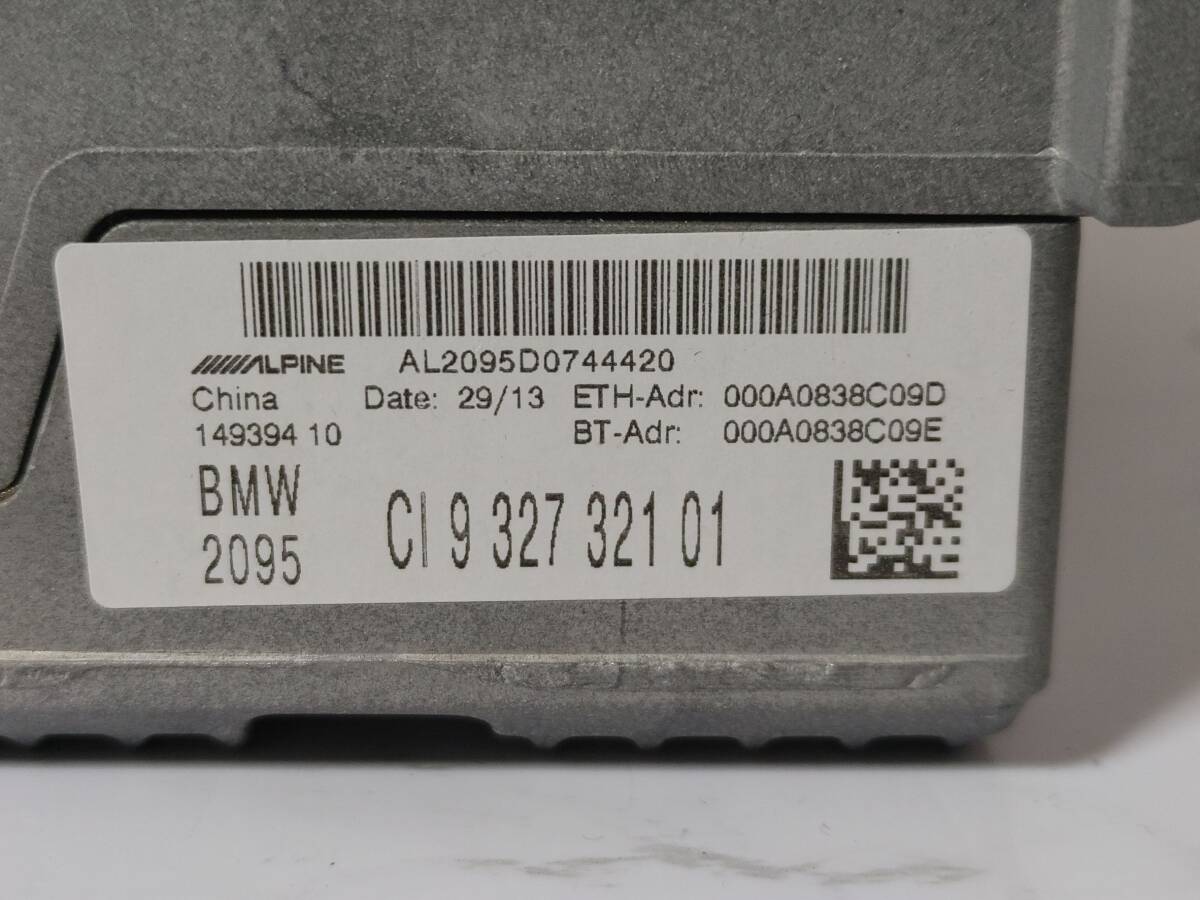 ALPINE AL2095D0744420
China Date: 29/13 ETH-Adr: 000A0838C09D
149394 10 BT-Adr: 000A0838C09E
BMW
2095
CI 9 327 321 01